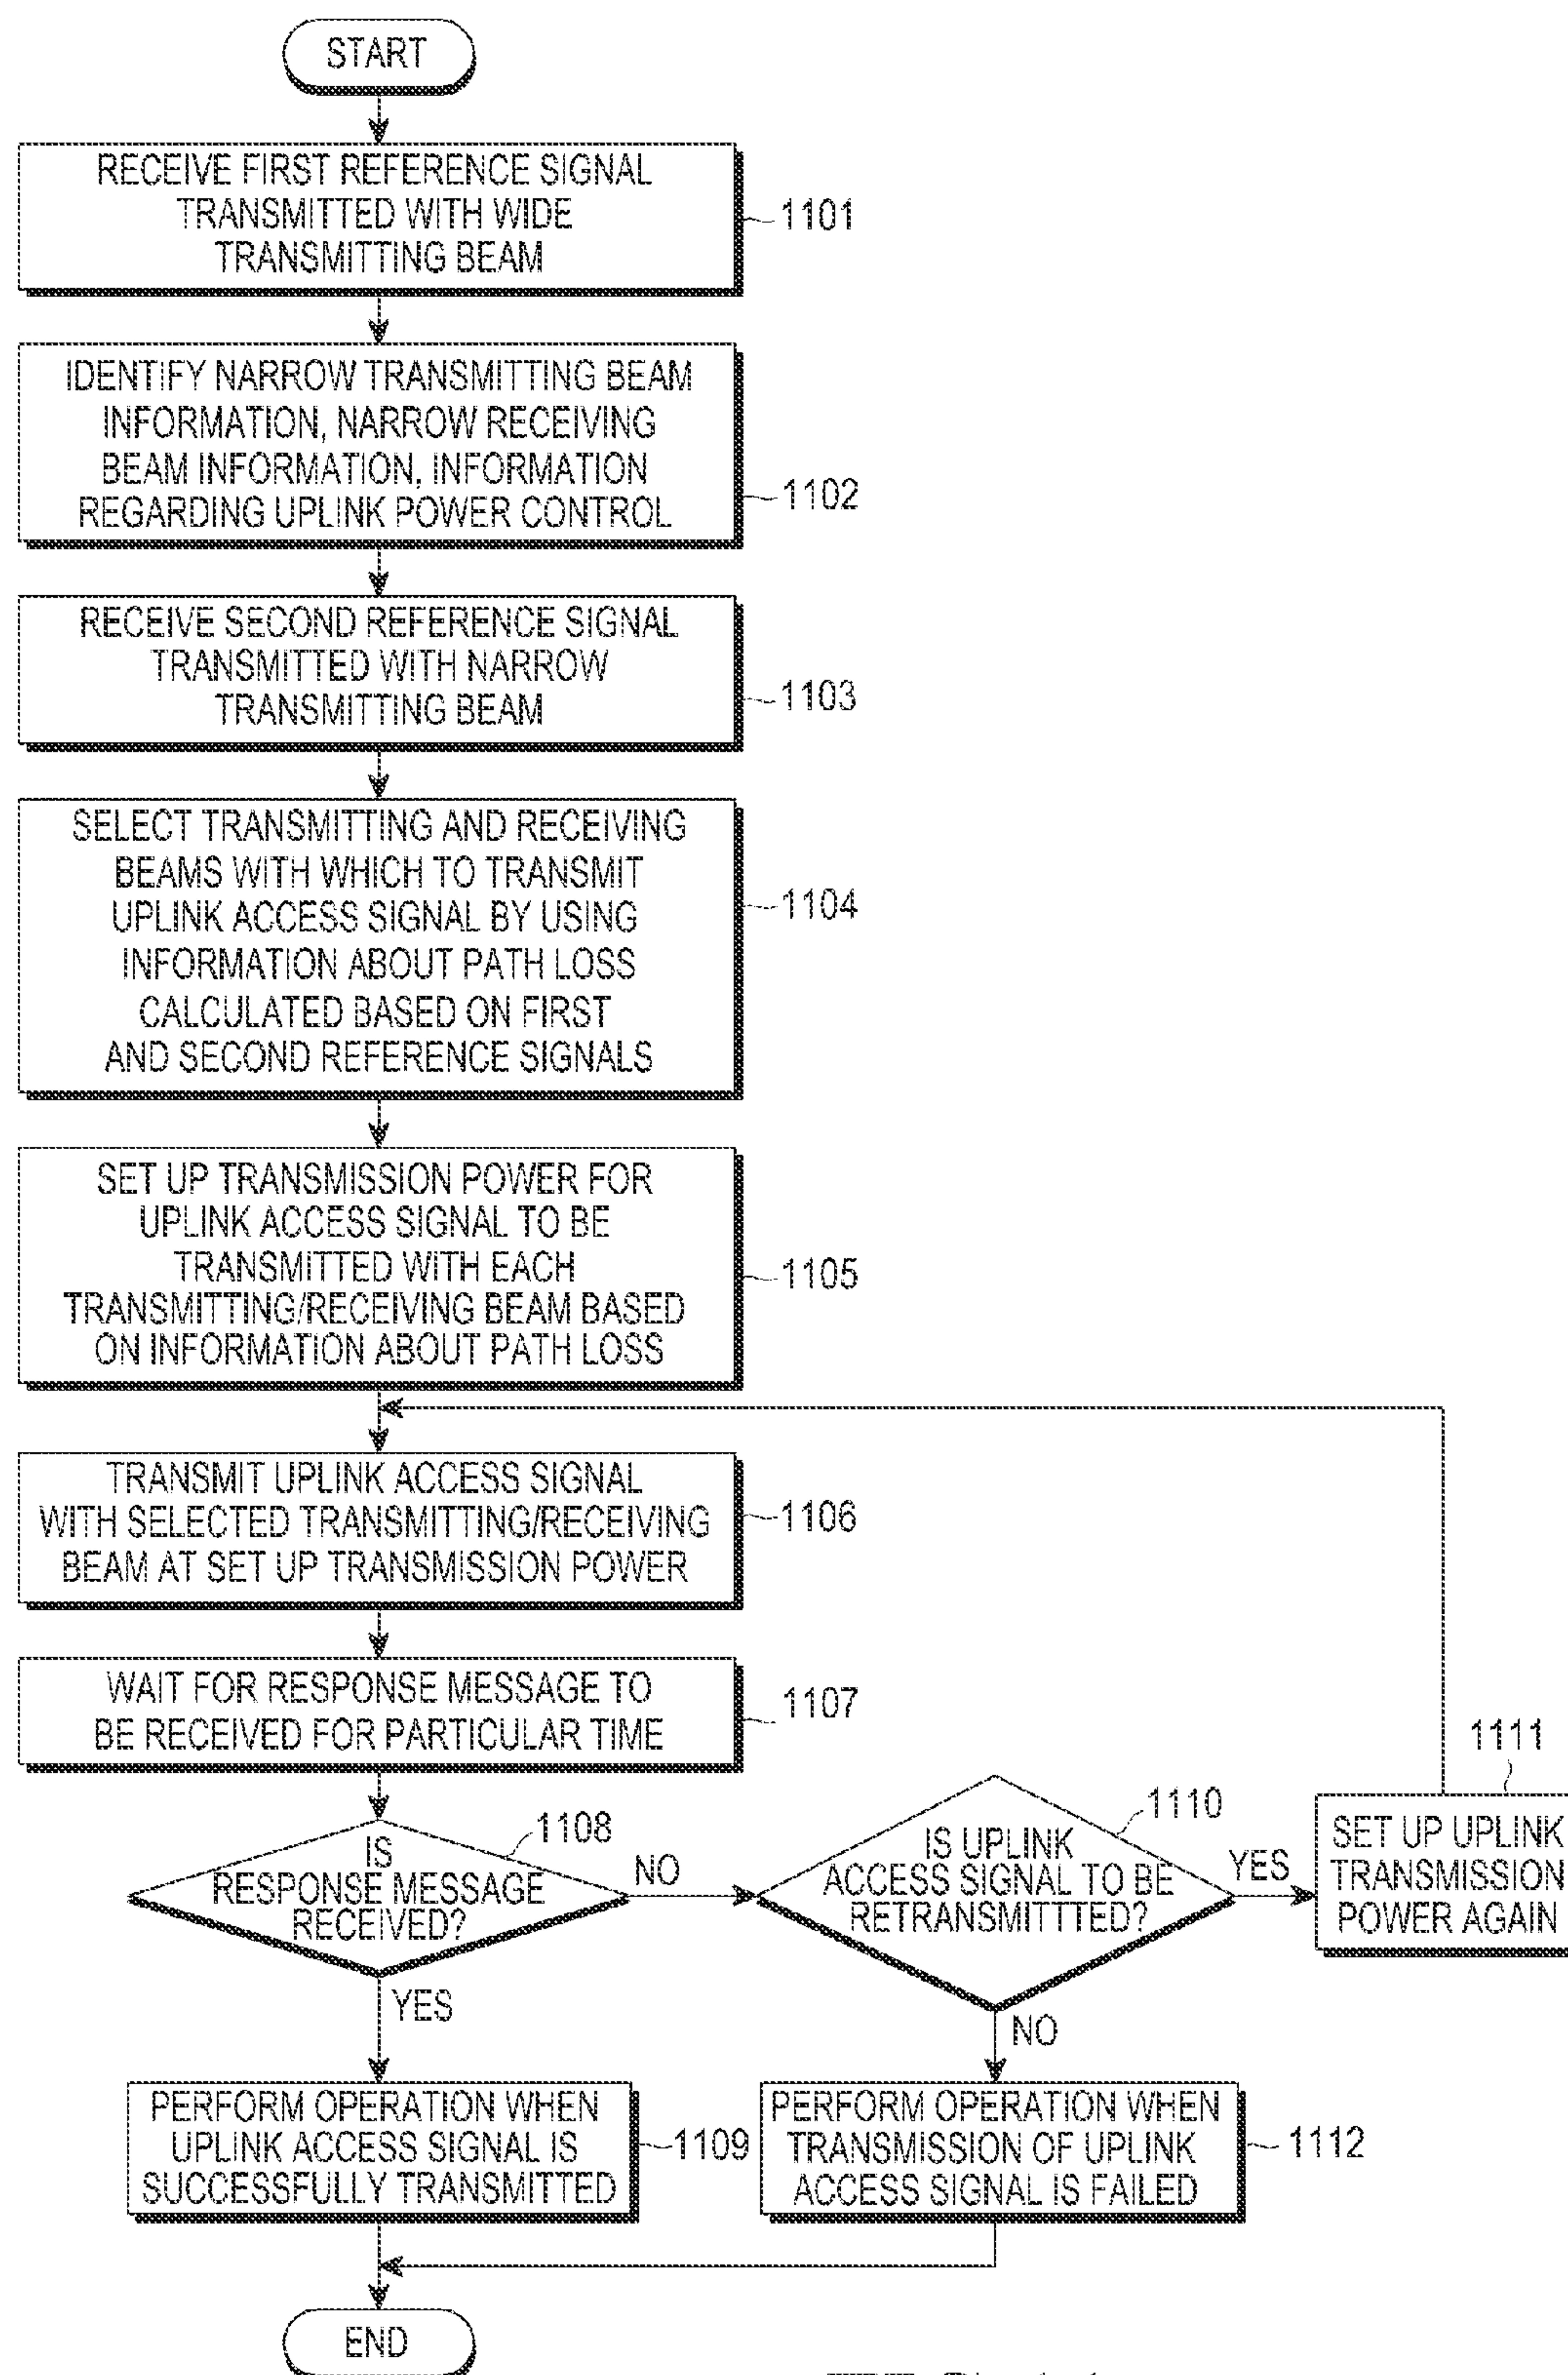 START
RECEIVE FIRST REFERENCE SIGNAL
TRANSMITTED WITH WIDE
TRANSMITTING BEAM
1101
IDENTIFY NARROW TRANSMITTING BEAM
INFORMATION, NARROW RECEIVING
BEAM INFORMATION, INFORMATION
REGARDING UPLINK POWER CONTROL
1102
RECEIVE SECOND REFERENCE SIGNAL
TRANSMITTED WITH NARROW
TRANSMITTING BEAM
1103
SELECT TRANSMITTING AND RECEIVING
BEAMS WITH WHICH TO TRANSMIT
UPLINK ACCESS SIGNAL BY USING
INFORMATION ABOUT PATH LOSS
CALCULATED BASED ON FIRST
AND SECOND REFERENCE SIGNALS
1104
SET UP TRANSMISSION POWER FOR
UPLINK ACCESS SIGNAL TO BE
TRANSMITTED WITH EACH
TRANSMITTING/RECEIVING BEAM BASED
ON INFORMATION ABOUT PATH LOSS
1105
TRANSMIT UPLINK ACCESS SIGNAL
WITH SELECTED TRANSMITTING/RECEIVING
BEAM AT SET UP TRANSMISSION POWER
1106
WAIT FOR RESPONSE MESSAGE TO
BE RECEIVED FOR PARTICULAR TIME
1107
IS
RESPONSE MESSAGE
RECEIVED?
1108
NO
YES
IS UPLINK
ACCESS SIGNAL TO BE
RETRANSMITTTED?
1110
YES
NO
1111
SET UP UPLINK
TRANSMISSION
POWER AGAIN
PERFORM OPERATION WHEN
UPLINK ACCESS SIGNAL IS
SUCCESSFULLY TRANSMITTED
1109
PERFORM OPERATION WHEN
TRANSMISSION OF UPLINK
ACCESS SIGNAL IS FAILED
1112
END